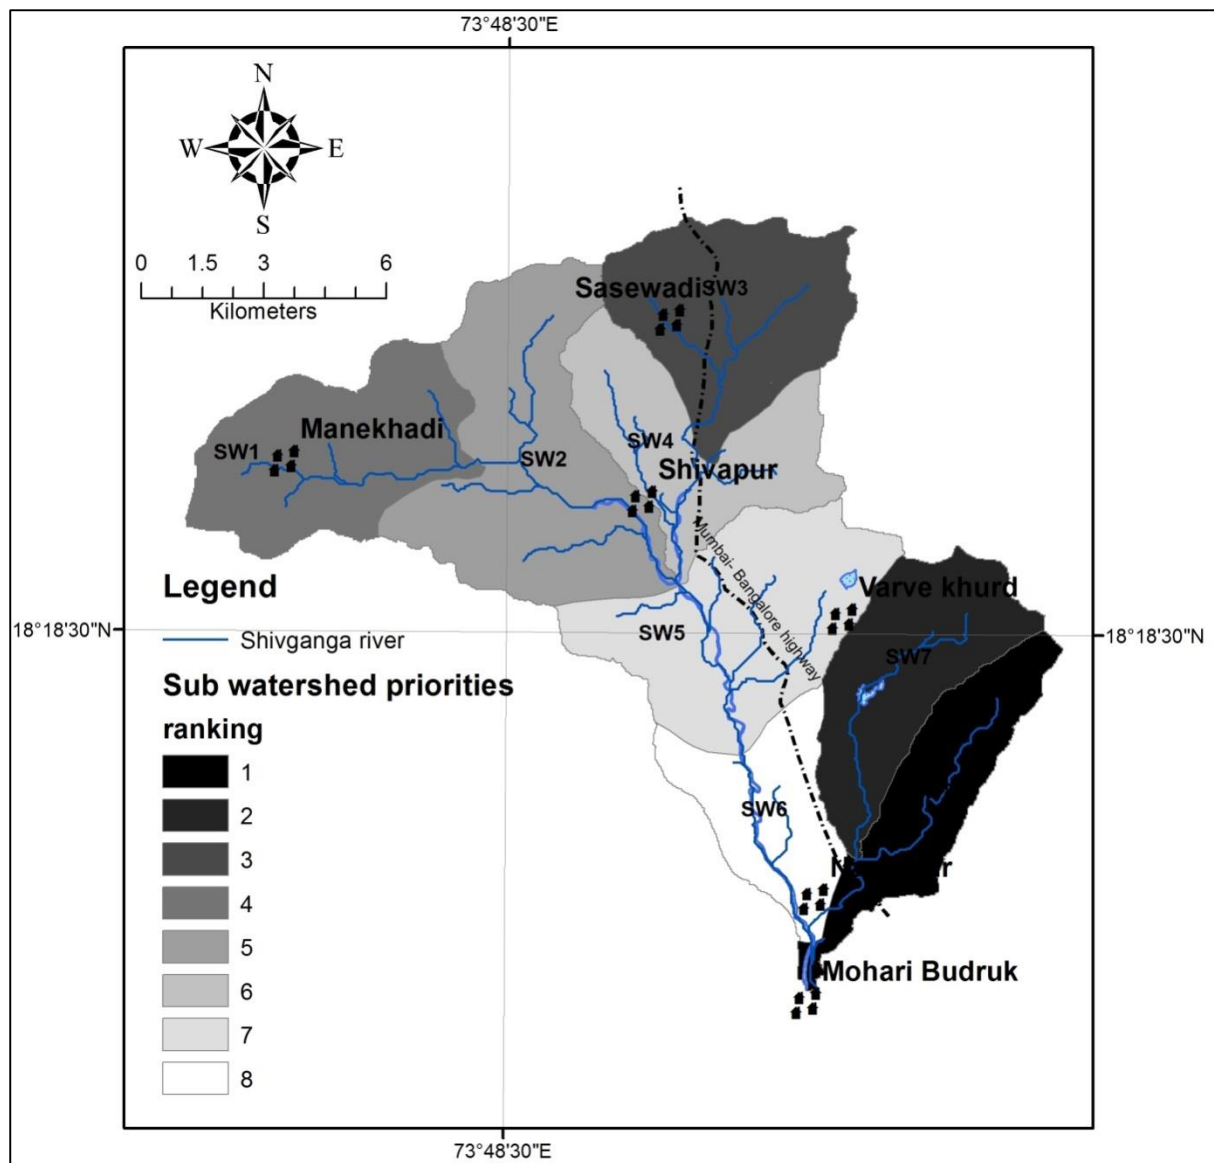 73°48'30"E
N
W
E
S
0 1.5 3 6
Kilometers
Sasewadi
SW3
Manekhadi
SW1
SW2
SW4
Shivapur
Mumbai- Bangalore highway
Legend
Varve khurd
18°18'30"N
18°18'30"N
SW5
Shivganga river
SW7
Sub watershed priorities
ranking
1
2
3
4
5
6
7
8
SW6
Mohari Budruk
73°48'30"E